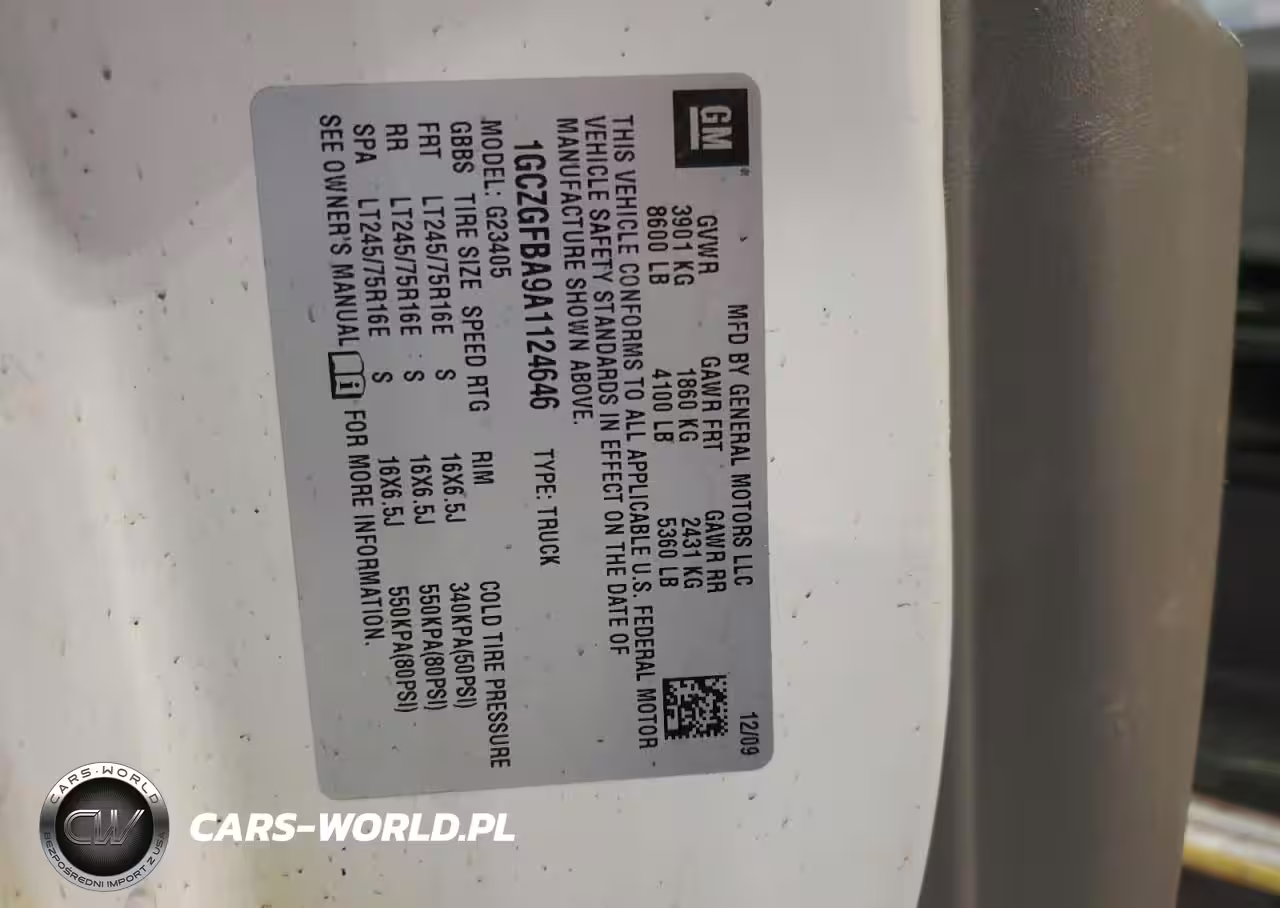 GM
MFD BY GENERAL MOTORS LLC 12/09
GVWR GAWR FRT GAWR RR
3901 KG 1860 KG 2431 KG
8600 LB 4100 LB 5360 LB
THIS VEHICLE CONFORMS TO ALL APPLICABLE U.S. FEDERAL MOTOR
VEHICLE SAFETY STANDARDS IN EFFECT ON THE DATE OF
MANUFACTURE SHOWN ABOVE.
1GCZGFBA9A1124646 TYPE: TRUCK
MODEL: G23405
GBBS TIRE SIZE SPEED RTG RIM COLD TIRE PRESSURE
FRT LT245/75R16E S 16X6.5J 340KPA(50PSI)
RR LT245/75R16E S 16X6.5J 550KPA(80PSI)
SPA LT245/75R16E S 16X6.5J 550KPA(80PSI)
SEE OWNER'S MANUAL FOR MORE INFORMATION.
CARS-WORLD
CW
BEZPOŚREDNI IMPORT Z USA
CARS-WORLD.PL